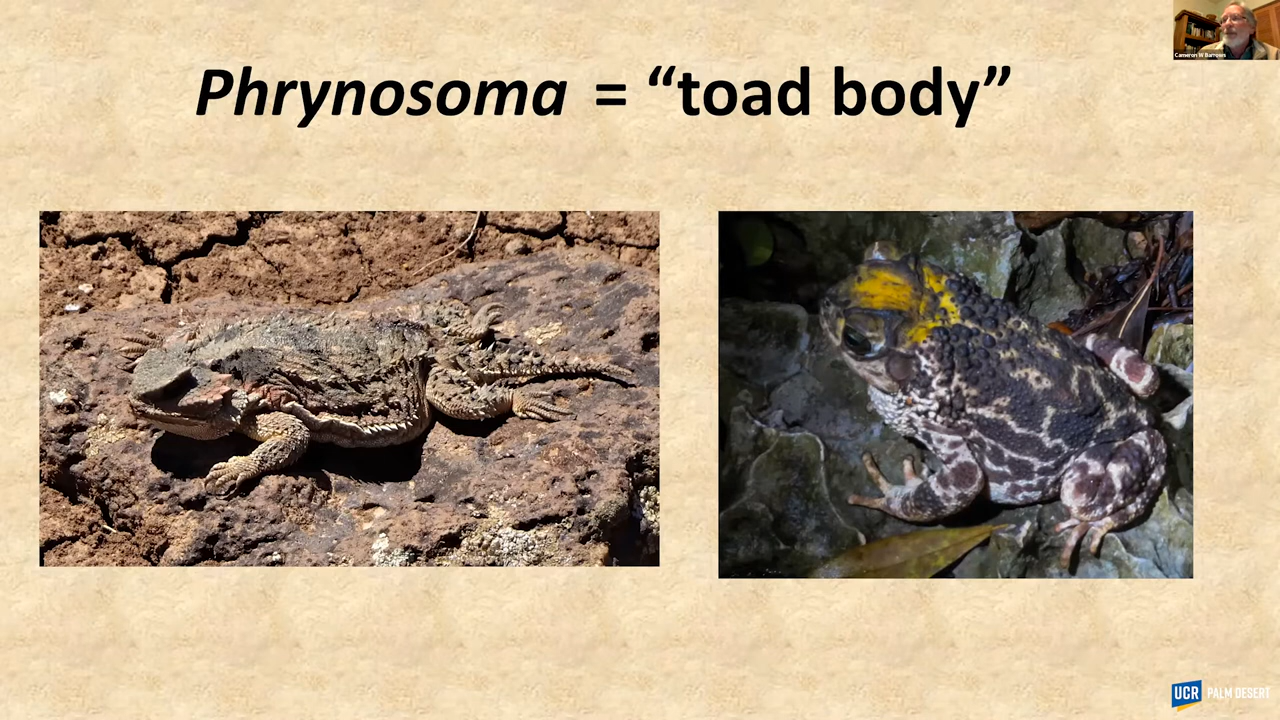 Cameron W Barrows
Phrynosoma = “toad body”
UCR PALM DESERT